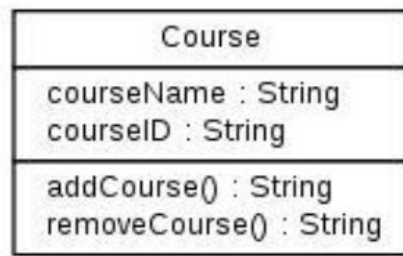 Course
courseName : String
courseID : String
addCourse() : String
removeCourse() : String